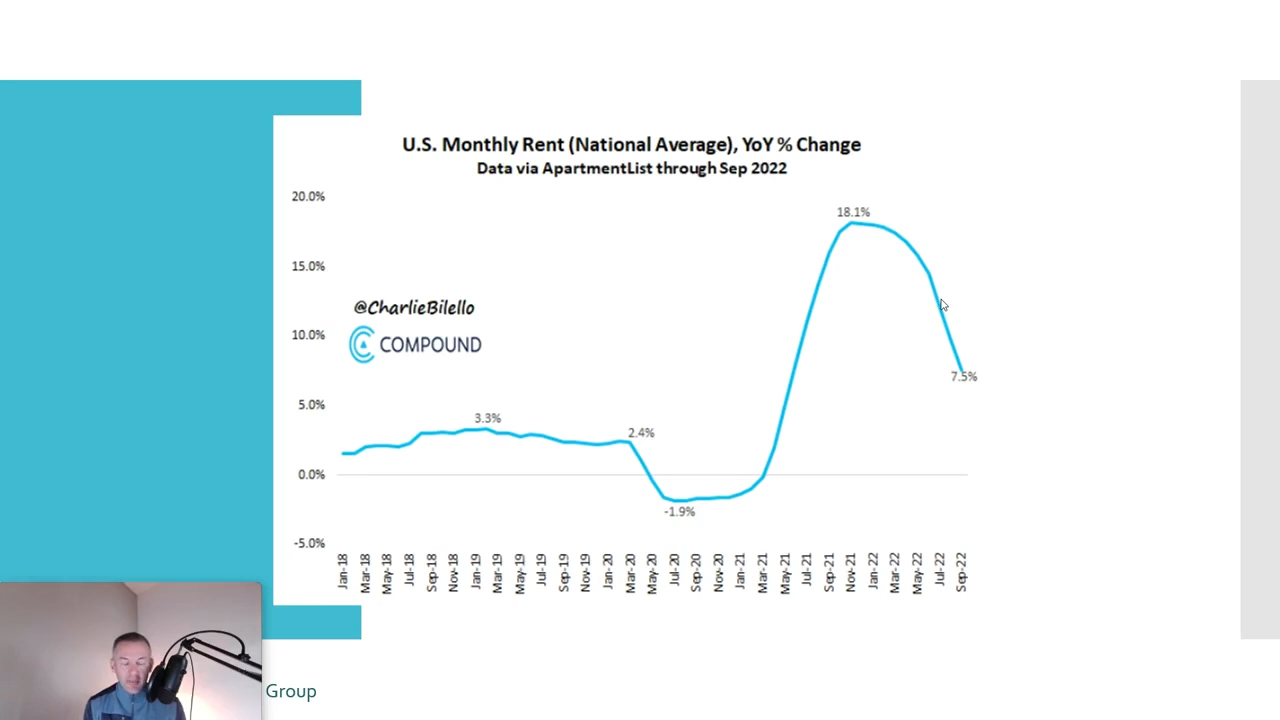 U.S. Monthly Rent (National Average), YoY % Change
Data via ApartmentList through Sep 2022
20.0%
18.1%
15.0%
@CharlieBilello
10.0%
COMPOUND
7.5%
5.0%
3.3%
2.4%
0.0%
-1.9%
-5.0%
Jan-18
Mar-18
May-18
Jul-18
Sep-18
Nov-18
Jan-19
Mar-19
May-19
Jul-19
Sep-19
Nov-19
Jan-20
Mar-20
May-20
Jul-20
Sep-20
Nov-20
Jan-21
Mar-21
May-21
Jul-21
Sep-21
Nov-21
Jan-22
Mar-22
May-22
Jul-22
Sep-22
Group